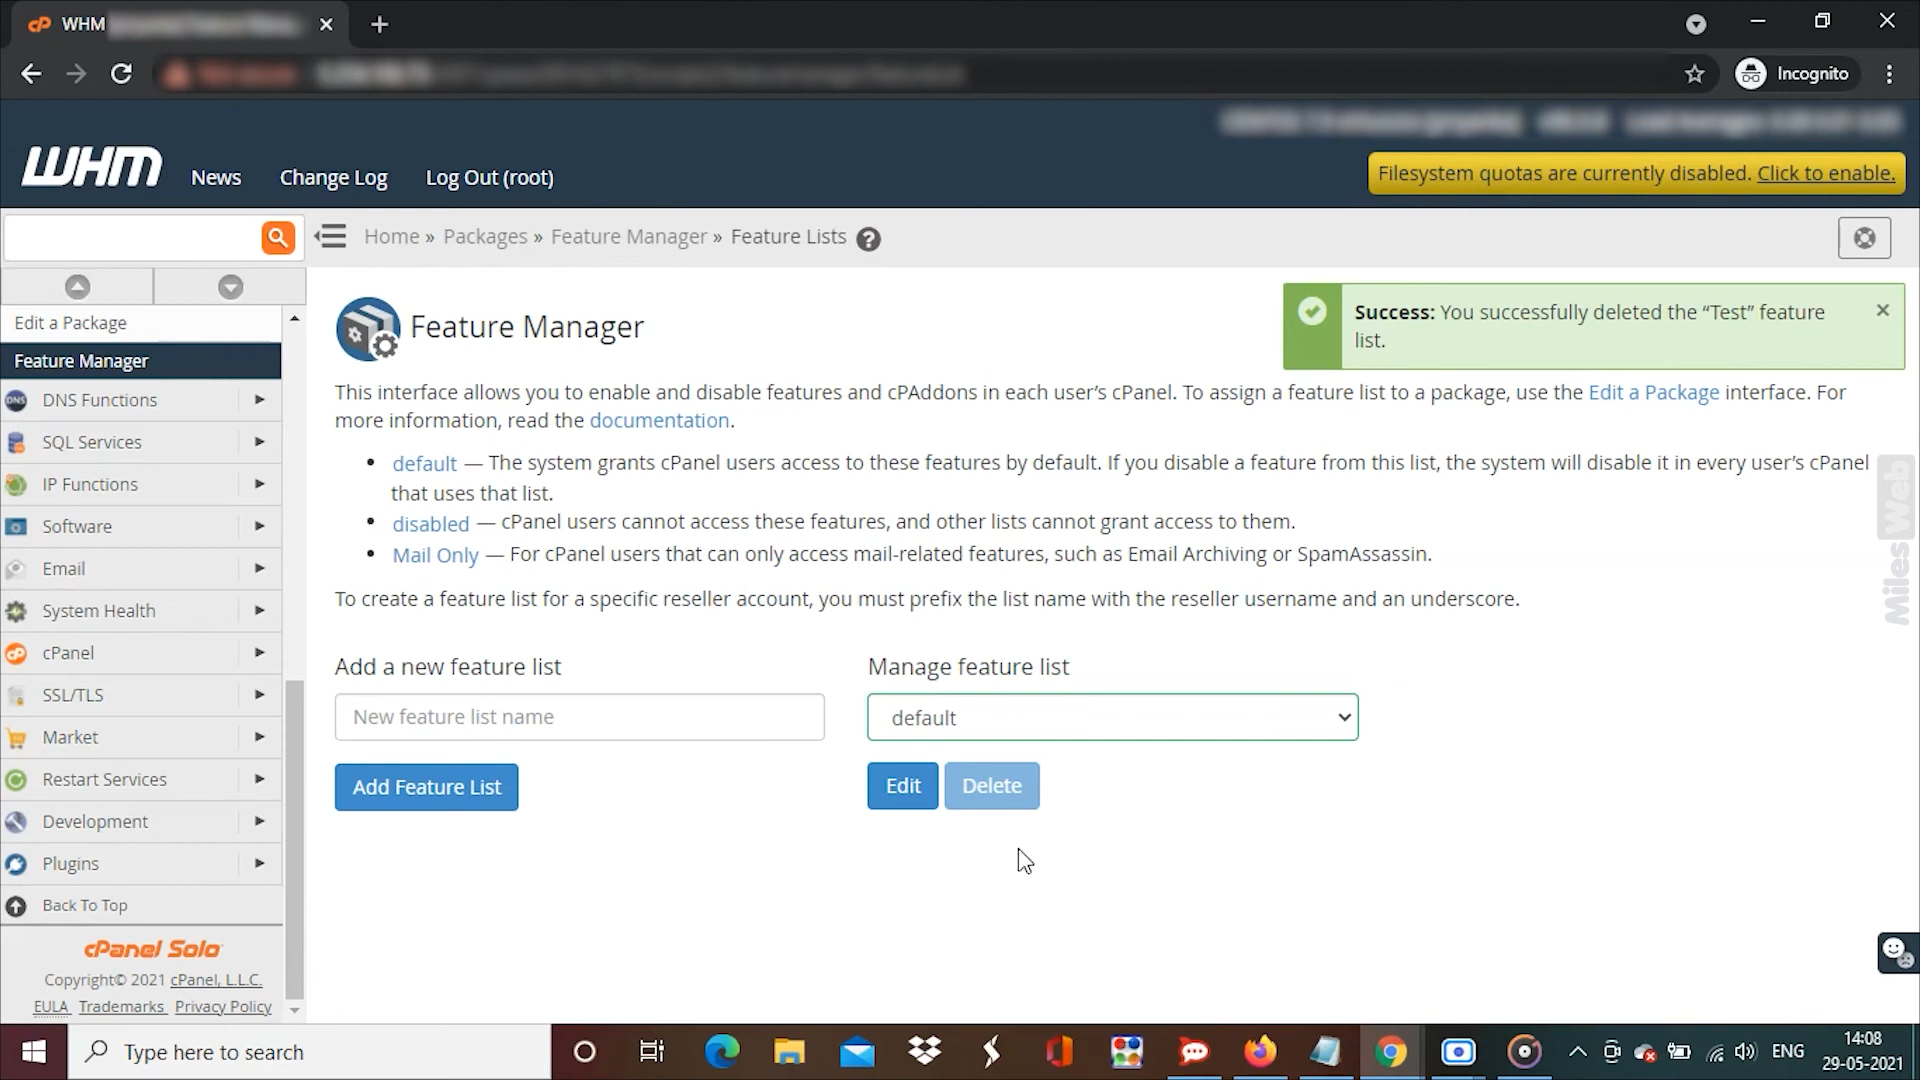 WHM
Incognito
WHM
News
Change Log
Log Out (root)
Filesystem quotas are currently disabled. Click to enable.
Home » Packages » Feature Manager » Feature Lists
Edit a Package
Feature Manager
DNS Functions
SQL Services
IP Functions
Software
Email
System Health
cPanel
SSL/TLS
Market
Restart Services
Development
Plugins
Back To Top
cPanel Solo
Copyright© 2021 cPanel, L.L.C.
EULA Trademarks Privacy Policy
Feature Manager
Success: You successfully deleted the “Test” feature
list.
This interface allows you to enable and disable features and cPAddons in each user’s cPanel. To assign a feature list to a package, use the Edit a Package interface. For
more information, read the documentation.
• default — The system grants cPanel users access to these features by default. If you disable a feature from this list, the system will disable it in every user’s cPanel
that uses that list.
• disabled — cPanel users cannot access these features, and other lists cannot grant access to them.
• Mail Only — For cPanel users that can only access mail-related features, such as Email Archiving or SpamAssassin.
To create a feature list for a specific reseller account, you must prefix the list name with the reseller username and an underscore.
Add a new feature list
New feature list name
Add Feature List
Manage feature list
default
Edit
Delete
MilesWeb
Type here to search
ENG
14:08
29-05-2021